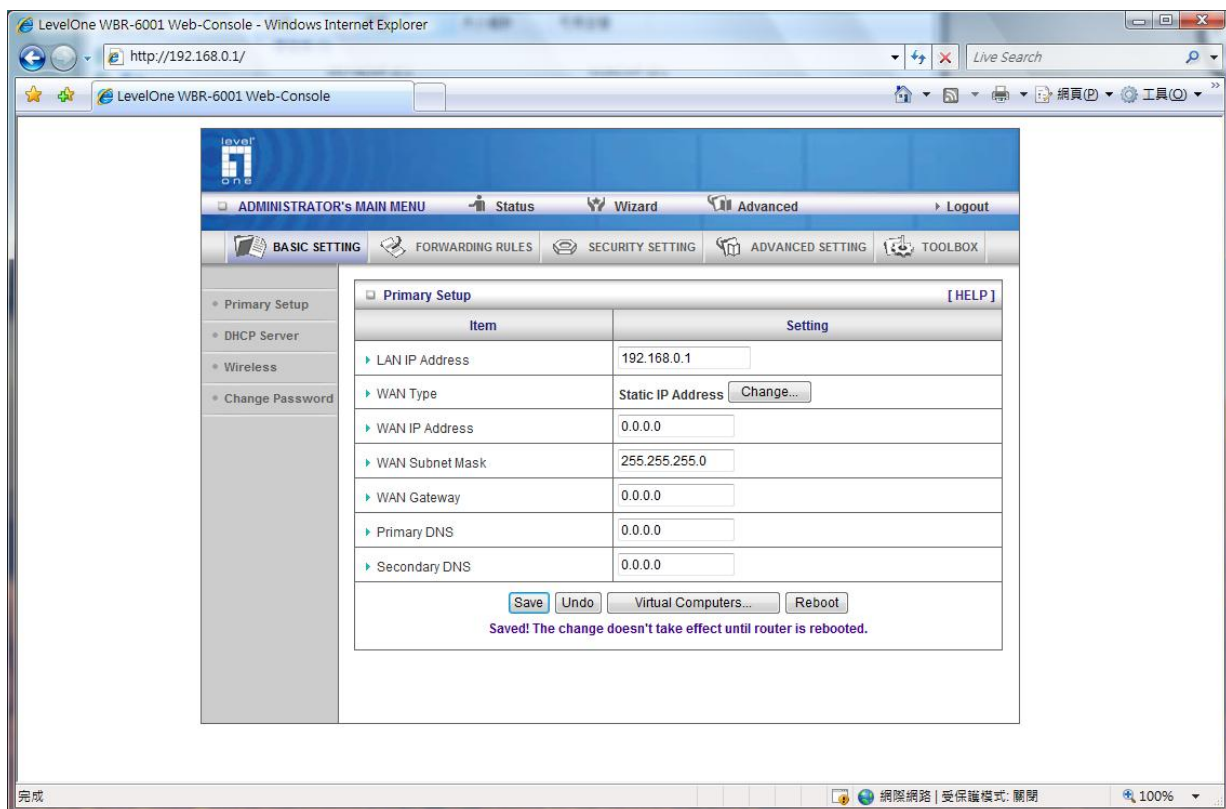 LevelOne WBR-6001 Web-Console - Windows Internet Explorer
http://192.168.0.1/
Live Search
LevelOne WBR-6001 Web-Console
網頁(P)
工具(O)
level
one
ADMINISTRATOR's MAIN MENU Status Wizard Advanced Logout
BASIC SETTING FORWARDING RULES SECURITY SETTING ADVANCED SETTING TOOLBOX
Primary Setup
DHCP Server
Wireless
Change Password
Primary Setup [ HELP ]
Item Setting
LAN IP Address 192.168.0.1
WAN Type Static IP Address Change...
WAN IP Address 0.0.0.0
WAN Subnet Mask 255.255.255.0
WAN Gateway 0.0.0.0
Primary DNS 0.0.0.0
Secondary DNS 0.0.0.0
Save Undo Virtual Computers... Reboot
Saved! The change doesn't take effect until router is rebooted.
完成
網際網路 | 受保護模式: 關閉
100%